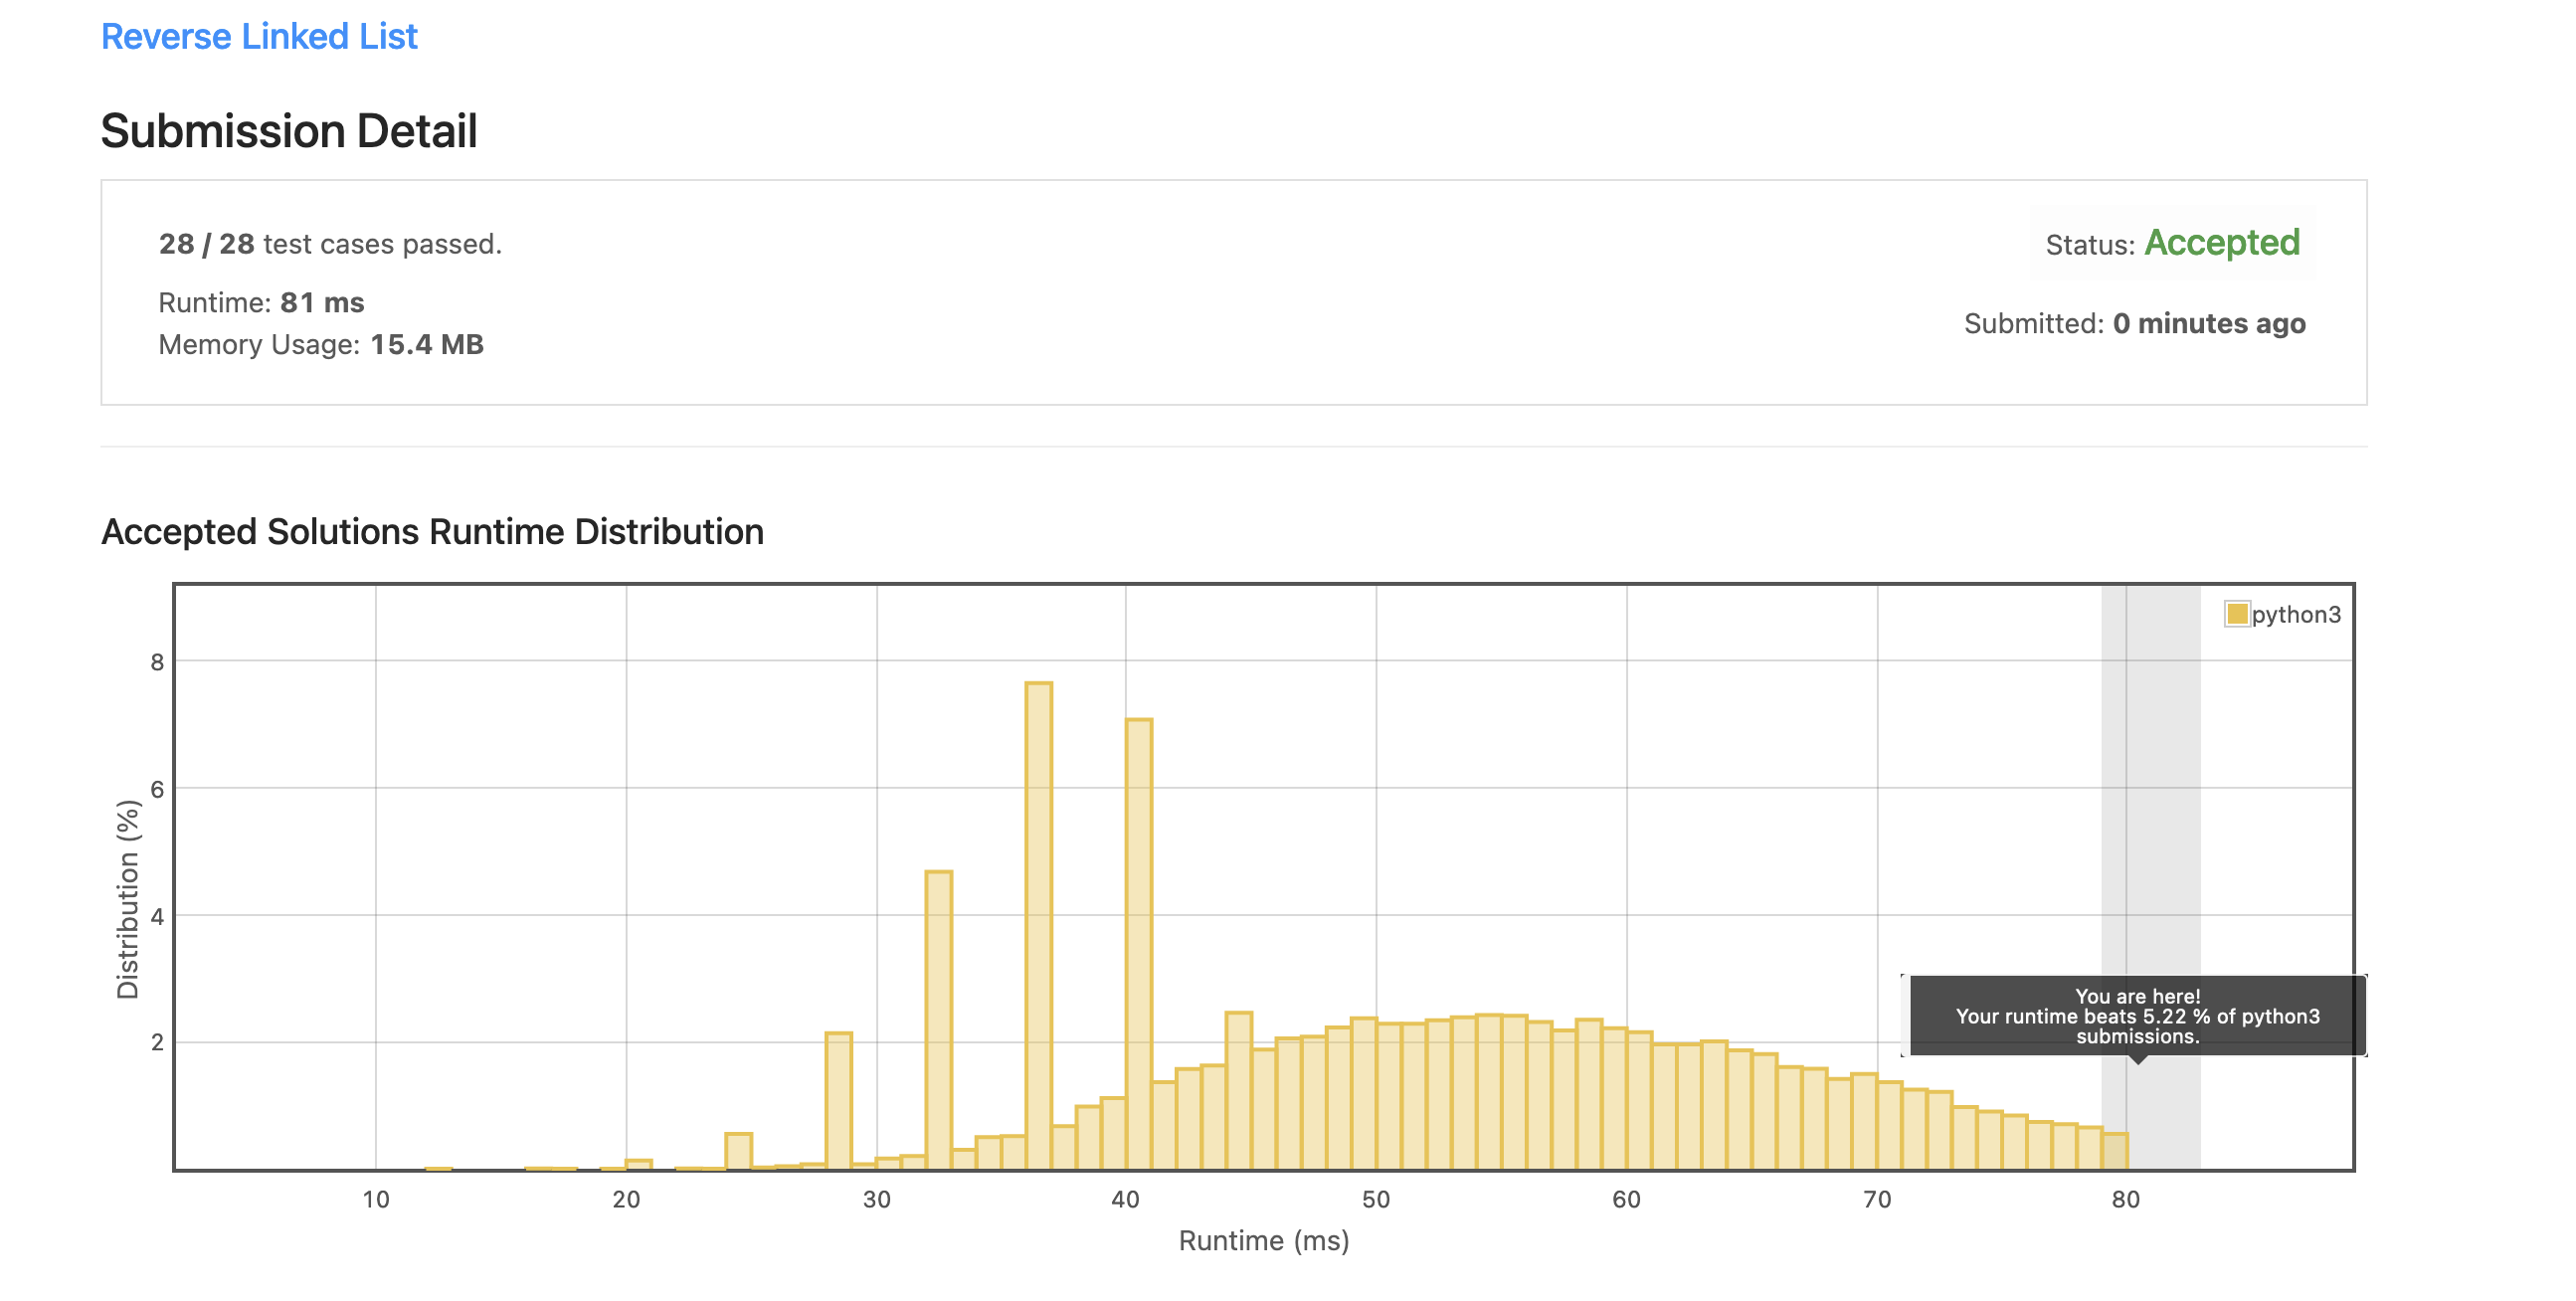 Reverse Linked List
Submission Detail
28 / 28 test cases passed.
Status: Accepted
Runtime: 81 ms
Submitted: 0 minutes ago
Memory Usage: 15.4 MB
Accepted Solutions Runtime Distribution
python3
8
6
4
2
Distribution (%)
You are here!
Your runtime beats 5.22 % of python3
submissions.
10 20 30 40 50 60 70 80
Runtime (ms)